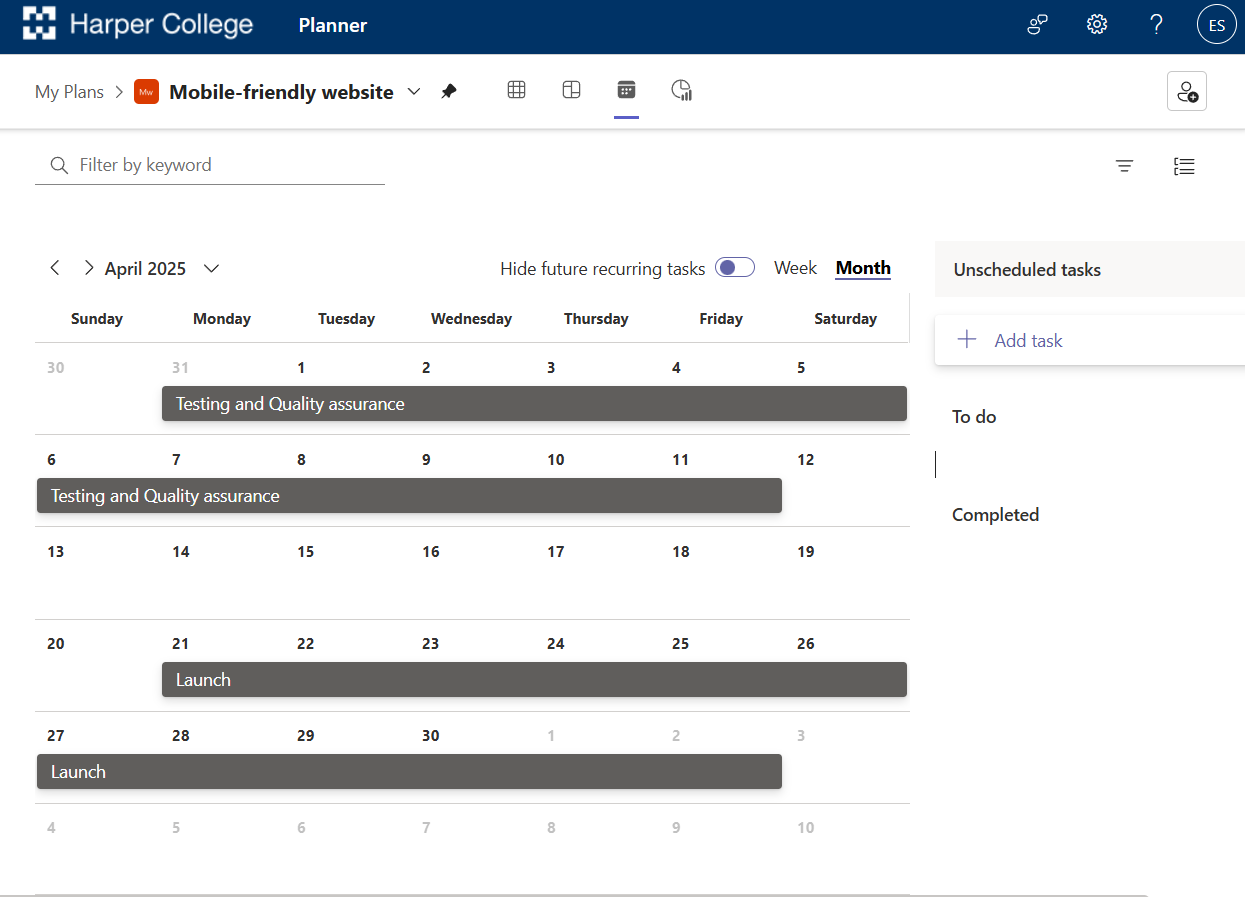 Harper College
Planner
ES
My Plans > Mw Mobile-friendly website
Filter by keyword
April 2025
Hide future recurring tasks
Week
Month
Unscheduled tasks
Sunday Monday Tuesday Wednesday Thursday Friday Saturday
Add task
30 31 1 2 3 4 5
Testing and Quality assurance
To do
6 7 8 9 10 11 12
Testing and Quality assurance
Completed
13 14 15 16 17 18 19
20 21 22 23 24 25 26
Launch
27 28 29 30 1 2 3
Launch
4 5 6 7 8 9 10